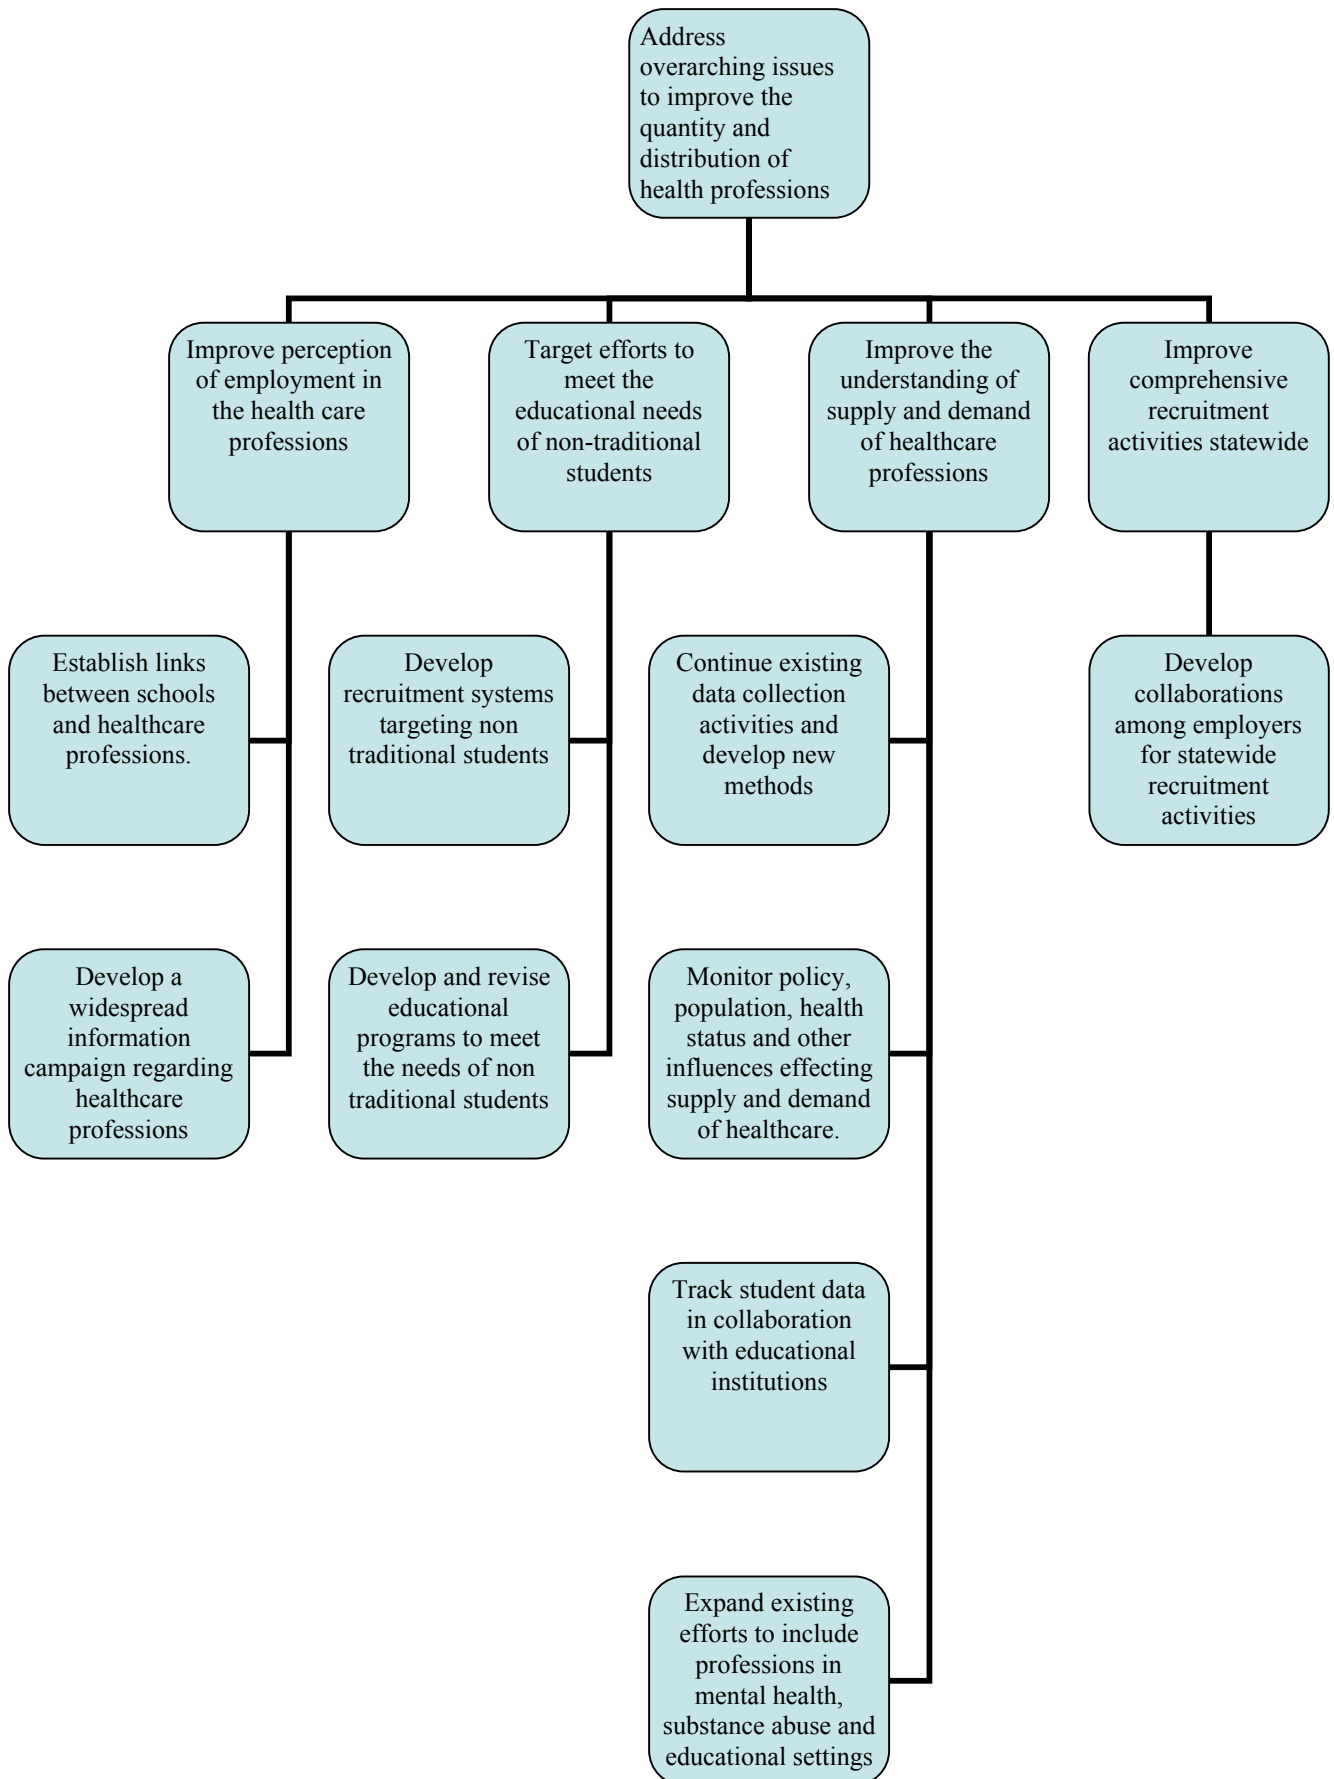 Address
overarching issues
to improve the
quantity and
distribution of
health professions
Improve perception
of employment in
the health care
professions
Target efforts to
meet the
educational needs
of non-traditional
students
Improve the
understanding of
supply and demand
of healthcare
professions
Improve
comprehensive
recruitment
activities statewide
Establish links
between schools
and healthcare
professions.
Develop
recruitment systems
targeting non
traditional students
Continue existing
data collection
activities and
develop new
methods
Develop
collaborations
among employers
for statewide
recruitment
activities
Develop a
widespread
information
campaign regarding
healthcare
professions
Develop and revise
educational
programs to meet
the needs of non
traditional students
Monitor policy,
population, health
status and other
influences effecting
supply and demand
of healthcare.
Track student data
in collaboration
with educational
institutions
Expand existing
efforts to include
professions in
mental health,
substance abuse and
educational settings